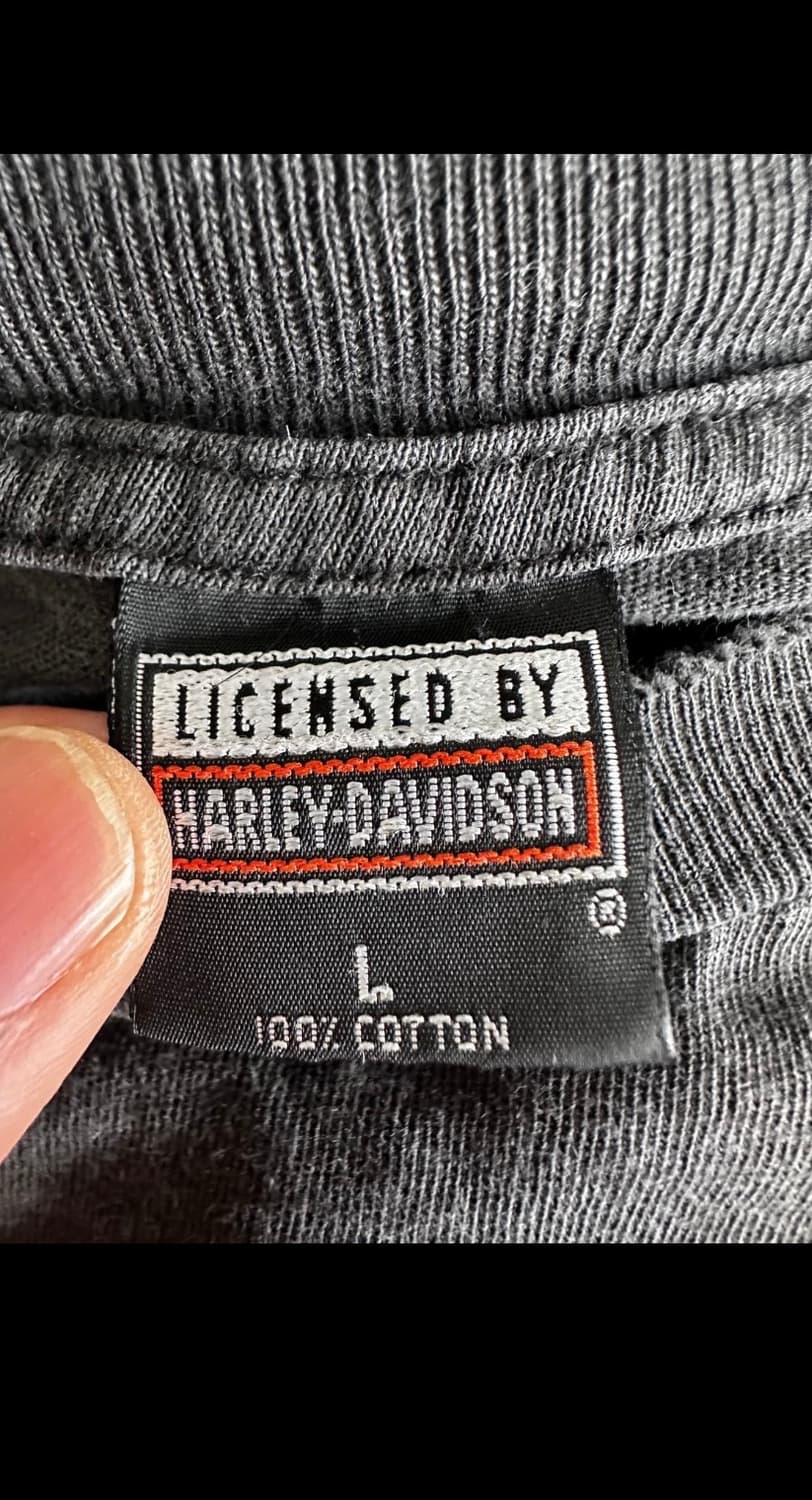 LICENSED BY
HARLEY-DAVIDSON
®
L
100% COTTON